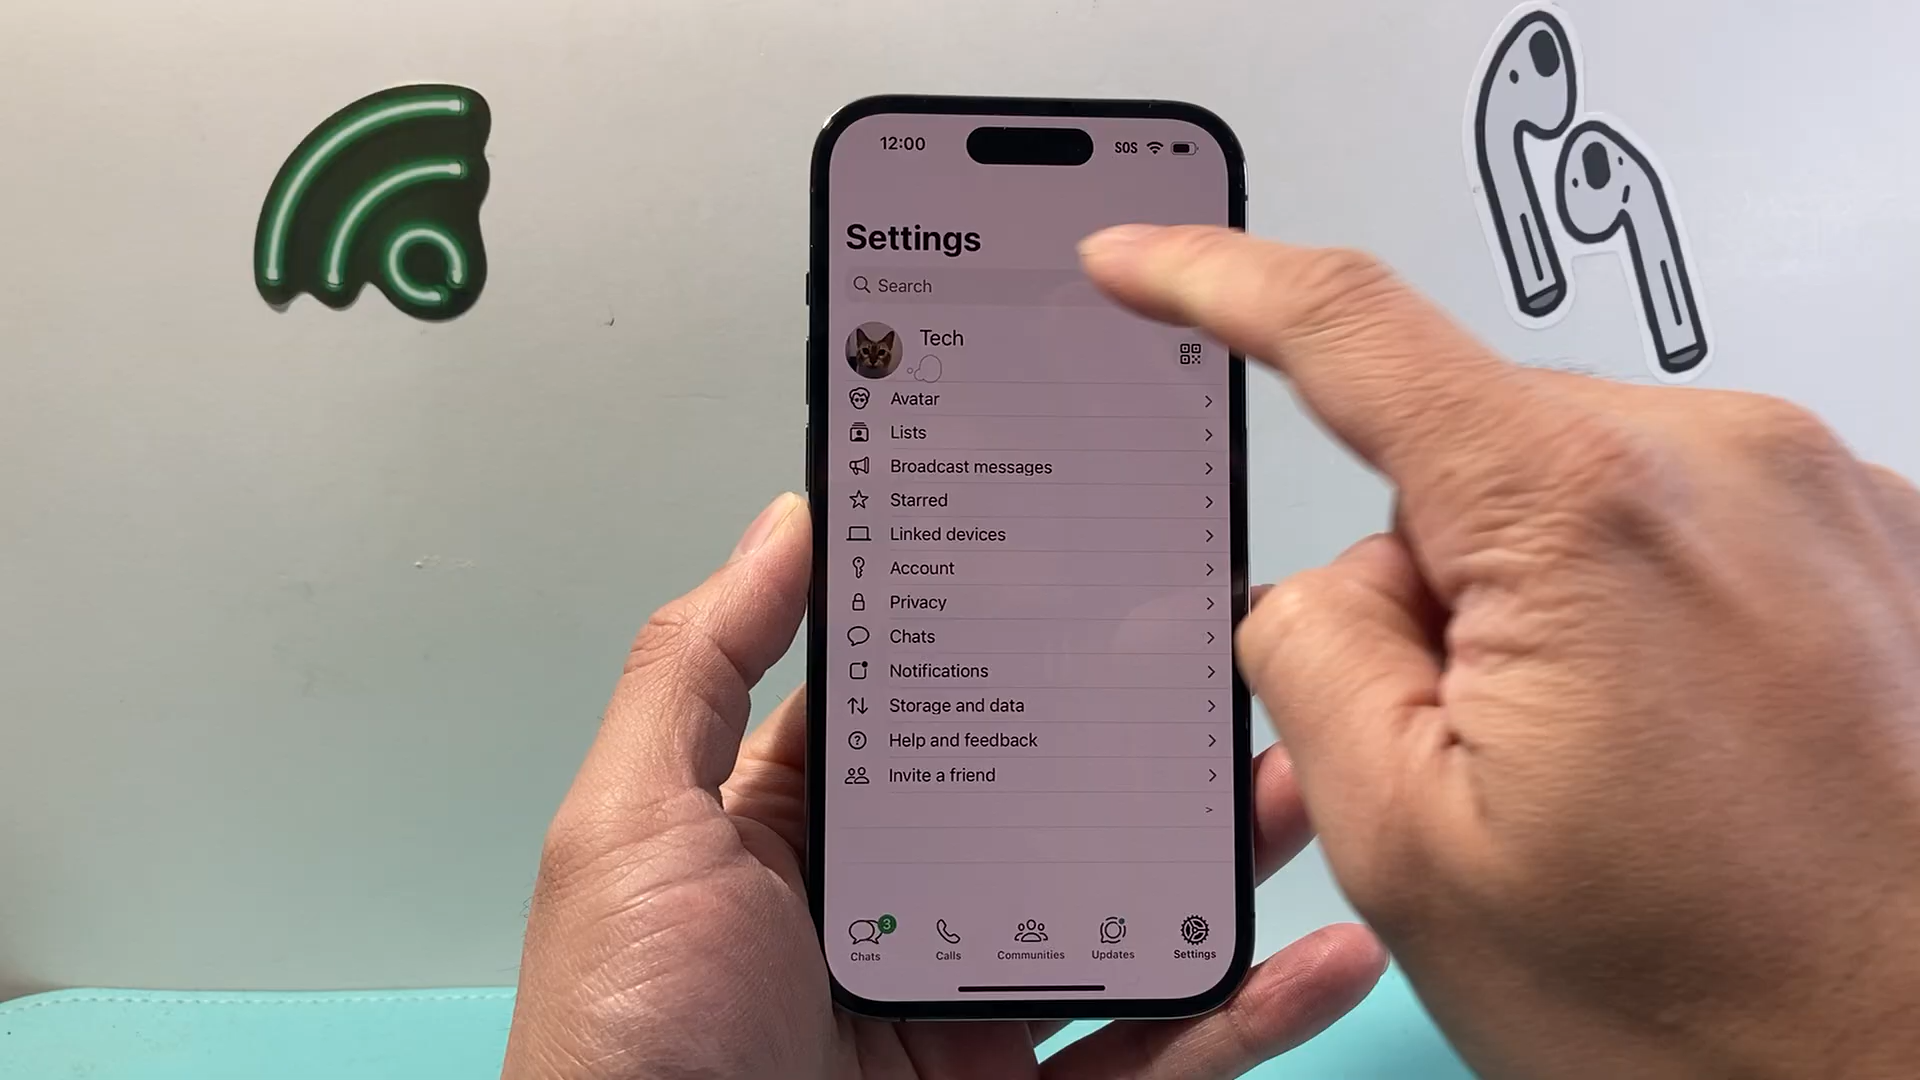 12:00
SOS
Settings
Search
Tech
Avatar
Lists
Broadcast messages
Starred
Linked devices
Account
Privacy
Chats
Notifications
Storage and data
Help and feedback
Invite a friend
3
Chats
Calls
Communities
Updates
Settings